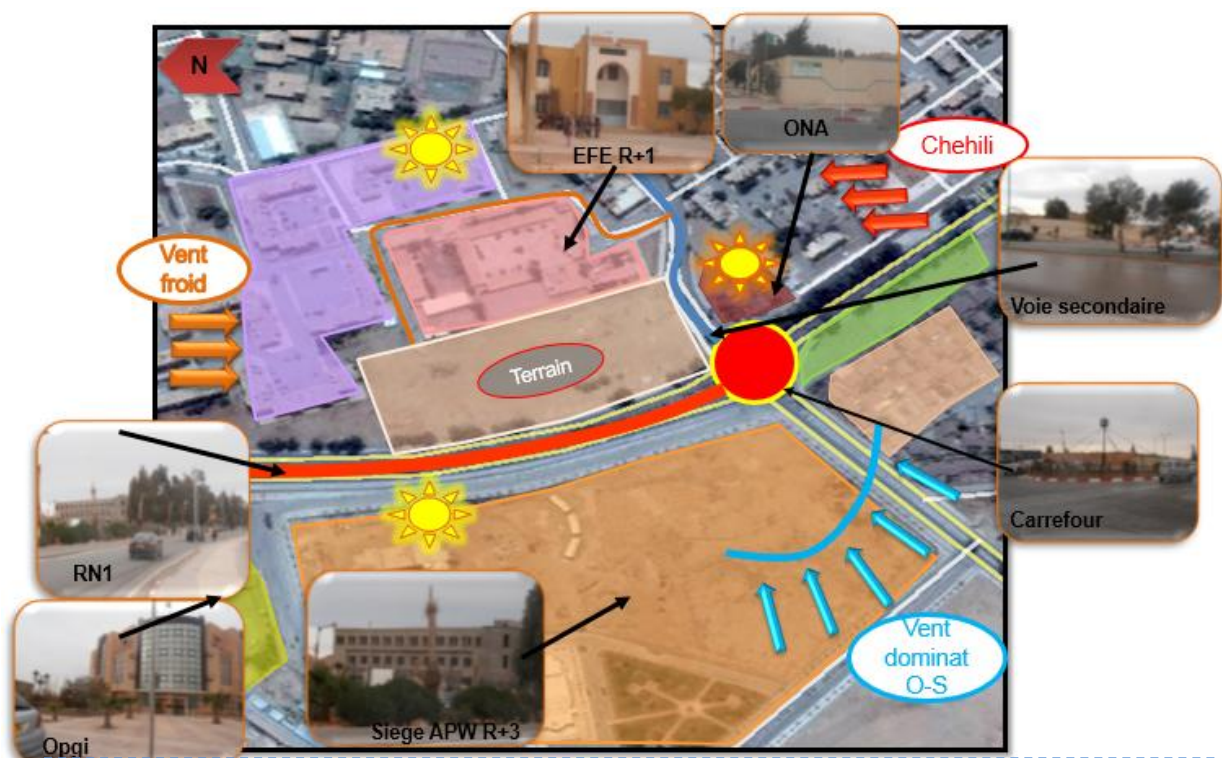 N
EFE R+1
ONA
Chehili
Vent
froid
Voie secondaire
Terrain
RN1
Carrefour
Vent
dominat
O-S
Siege APW R+3
Opgi